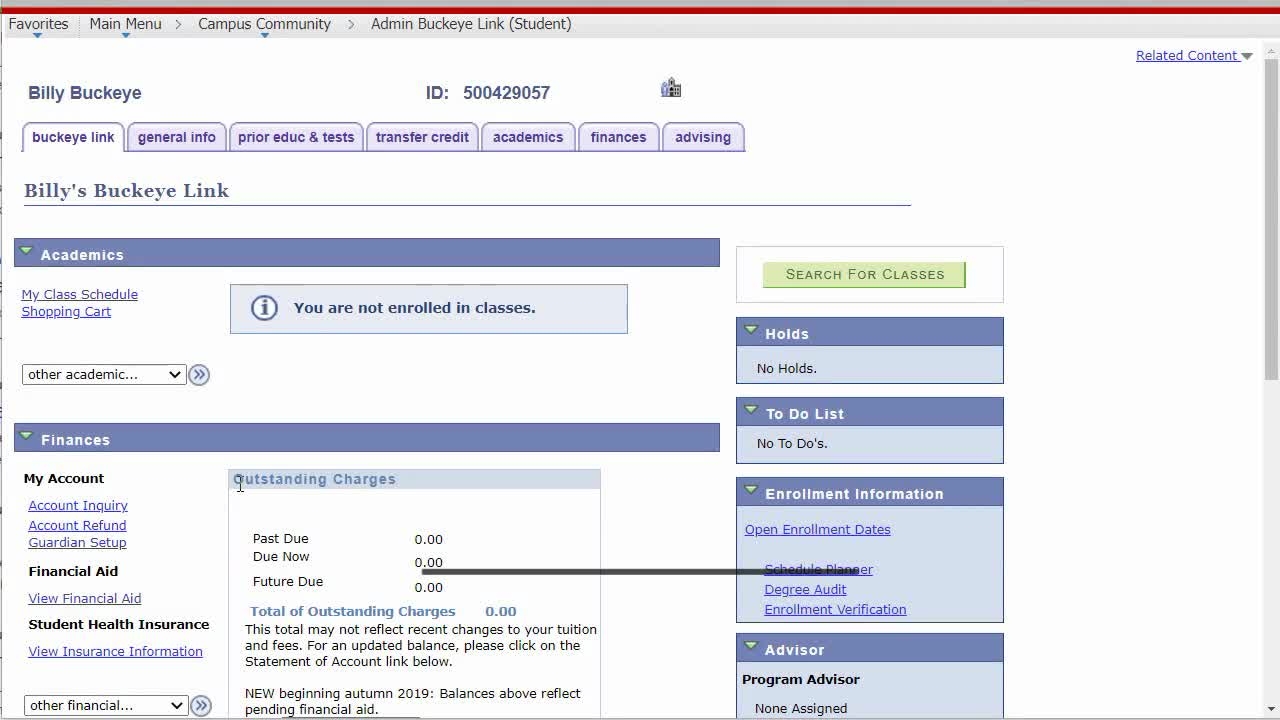 Favorites Main Menu > Campus Community > Admin Buckeye Link (Student)
Related Content
Billy Buckeye ID: 500429057
buckeye link general info prior educ & tests transfer credit academics finances advising
Billy's Buckeye Link
Academics
My Class Schedule
Shopping Cart
You are not enrolled in classes.
other academic...
Finances
My Account
Account Inquiry
Account Refund
Guardian Setup
Financial Aid
View Financial Aid
Student Health Insurance
View Insurance Information
other financial...
Outstanding Charges
Past Due 0.00
Due Now 0.00
Future Due 0.00
Total of Outstanding Charges 0.00
This total may not reflect recent changes to your tuition
and fees. For an updated balance, please click on the
Statement of Account link below.
NEW beginning autumn 2019: Balances above reflect
pending financial aid.
Search For Classes
Holds
No Holds.
To Do List
No To Do's.
Enrollment Information
Open Enrollment Dates
Schedule Planner
Degree Audit
Enrollment Verification
Advisor
Program Advisor
None Assigned